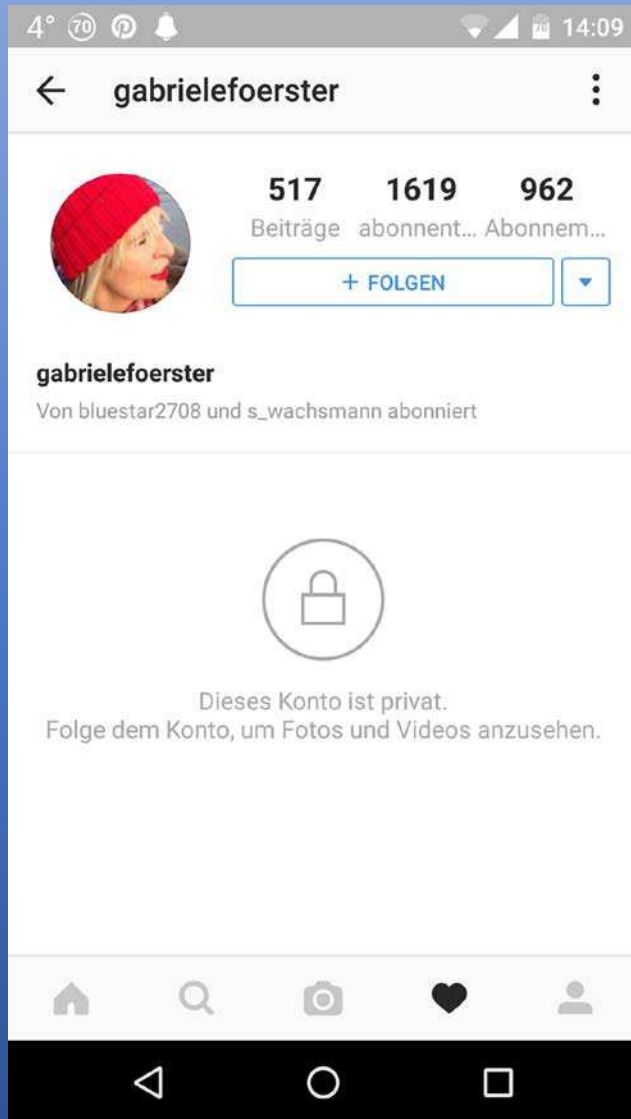 4° 70 70 14:09
gabrielefoerster
517 1619 962
Beiträge abonnent... Abonnem...
+ FOLGEN
gabrielefoerster
Von bluestar2708 und s_wachsmann abonniert
Dieses Konto ist privat.
Folge dem Konto, um Fotos und Videos anzusehen.